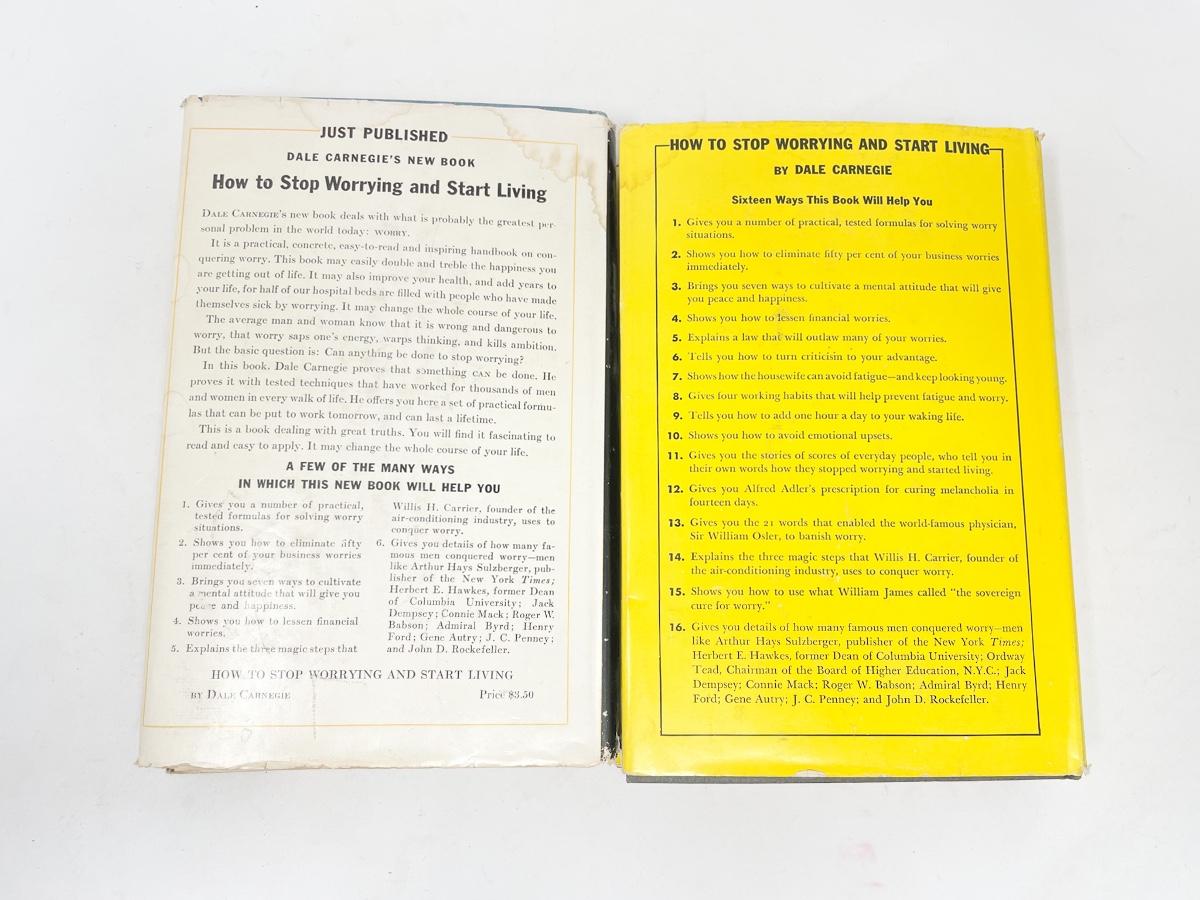 JUST PUBLISHED
DALE CARNEGIE'S NEW BOOK
How to Stop Worrying and Start Living
DALE CARNEGIE'S new book deals with what is probably the greatest per-
sonal problem in the world today: WORRY.
It is a practical, concrete, easy-to-read and inspiring handbook on con-
quering worry. This book may easily double and treble the happiness you
are getting out of life. It may also improve your health, and add years to
your life, for half of our hospital beds are filled with people who have made
themselves sick by worrying. It may change the whole course of your life.
The average man and woman know that it is wrong and dangerous to
worry, that worry saps one's energy, warps thinking, and kills ambition.
But the basic question is: Can anything be done to stop worrying?
In this book, Dale Carnegie proves that something CAN be done. He
proves it with tested techniques that have worked for thousands of men
and women in every walk of life. He offers you here a set of practical formu-
las that can be put to work tomorrow, and can last a lifetime.
This is a book dealing with great truths. You will find it fascinating to
read and easy to apply. It may change the whole course of your life.
A FEW OF THE MANY WAYS
IN WHICH THIS NEW BOOK WILL HELP YOU
1. Gives you a number of practical,
tested formulas for solving worry
situations.
2. Shows you how to eliminate fifty
per cent of your business worries
immediately.
3. Brings you seven ways to cultivate
a mental attitude that will give you
peace and happiness.
4. Shows you how to lessen financial
worries.
5. Explains the three magic steps that
Willis H. Carrier, founder of the
air-conditioning industry, uses to
conquer worry.
6. Gives you details of how many fa-
mous men conquered worry—men
like Arthur Hays Sulzberger, pub-
lisher of the New York Times;
Herbert E. Hawkes, former Dean
of Columbia University; Jack
Dempsey; Connie Mack; Roger W.
Babson; Admiral Byrd; Henry
Ford; Gene Autry; J. C. Penney;
and John D. Rockefeller.
HOW TO STOP WORRYING AND START LIVING
BY DALE CARNEGIE Price $3.50
HOW TO STOP WORRYING AND START LIVING
BY DALE CARNEGIE
Sixteen Ways This Book Will Help You
1. Gives you a number of practical, tested formulas for solving worry
situations.
2. Shows you how to eliminate fifty per cent of your business worries
immediately.
3. Brings you seven ways to cultivate a mental attitude that will give
you peace and happiness.
4. Shows you how to lessen financial worries.
5. Explains a law that will outlaw many of your worries.
6. Tells you how to turn criticism to your advantage.
7. Shows how the housewife can avoid fatigue—and keep looking young.
8. Gives four working habits that will help prevent fatigue and worry.
9. Tells you how to add one hour a day to your waking life.
10. Shows you how to avoid emotional upsets.
11. Gives you the stories of scores of everyday people, who tell you in
their own words how they stopped worrying and started living.
12. Gives you Alfred Adler's prescription for curing melancholia in
fourteen days.
13. Gives you the 21 words that enabled the world-famous physician,
Sir William Osler, to banish worry.
14. Explains the three magic steps that Willis H. Carrier, founder of
the air-conditioning industry, uses to conquer worry.
15. Shows you how to use what William James called "the sovereign
cure for worry."
16. Gives you details of how many famous men conquered worry—men
like Arthur Hays Sulzberger, publisher of the New York Times;
Herbert E. Hawkes, former Dean of Columbia University; Ordway
Tead, Chairman of the Board of Higher Education, N.Y.C.; Jack
Dempsey; Connie Mack; Roger W. Babson; Admiral Byrd; Henry
Ford; Gene Autry; J. C. Penney; and John D. Rockefeller.